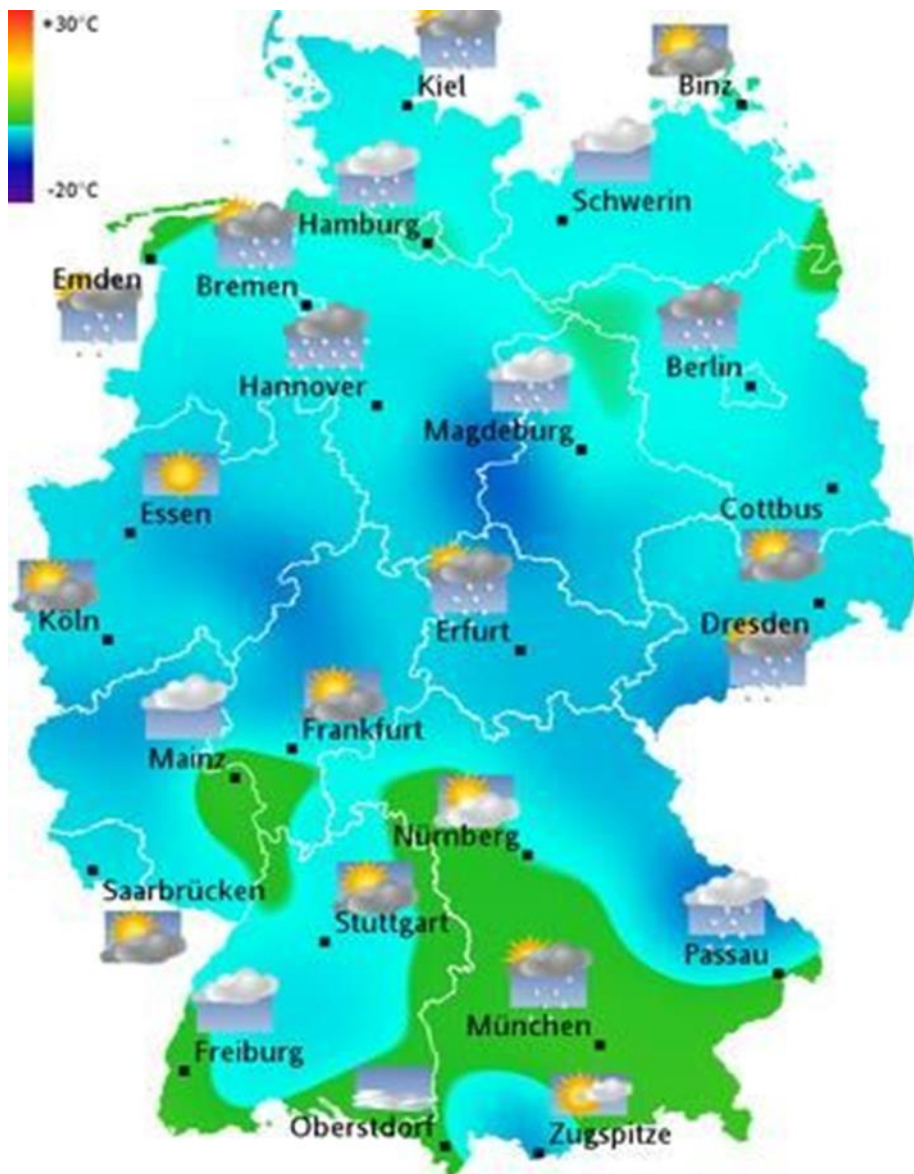 +30°C
-20°C
Kiel
Binz
Schwerin
Hamburg
Emden
Bremen
Berlin
Hannover
Magdeburg
Essen
Cottbus
Köln
Erfurt
Dresden
Frankfurt
Mainz
Nürnberg
Saarbrücken
Stuttgart
Passau
München
Freiburg
Oberstdorf
Zugspitze